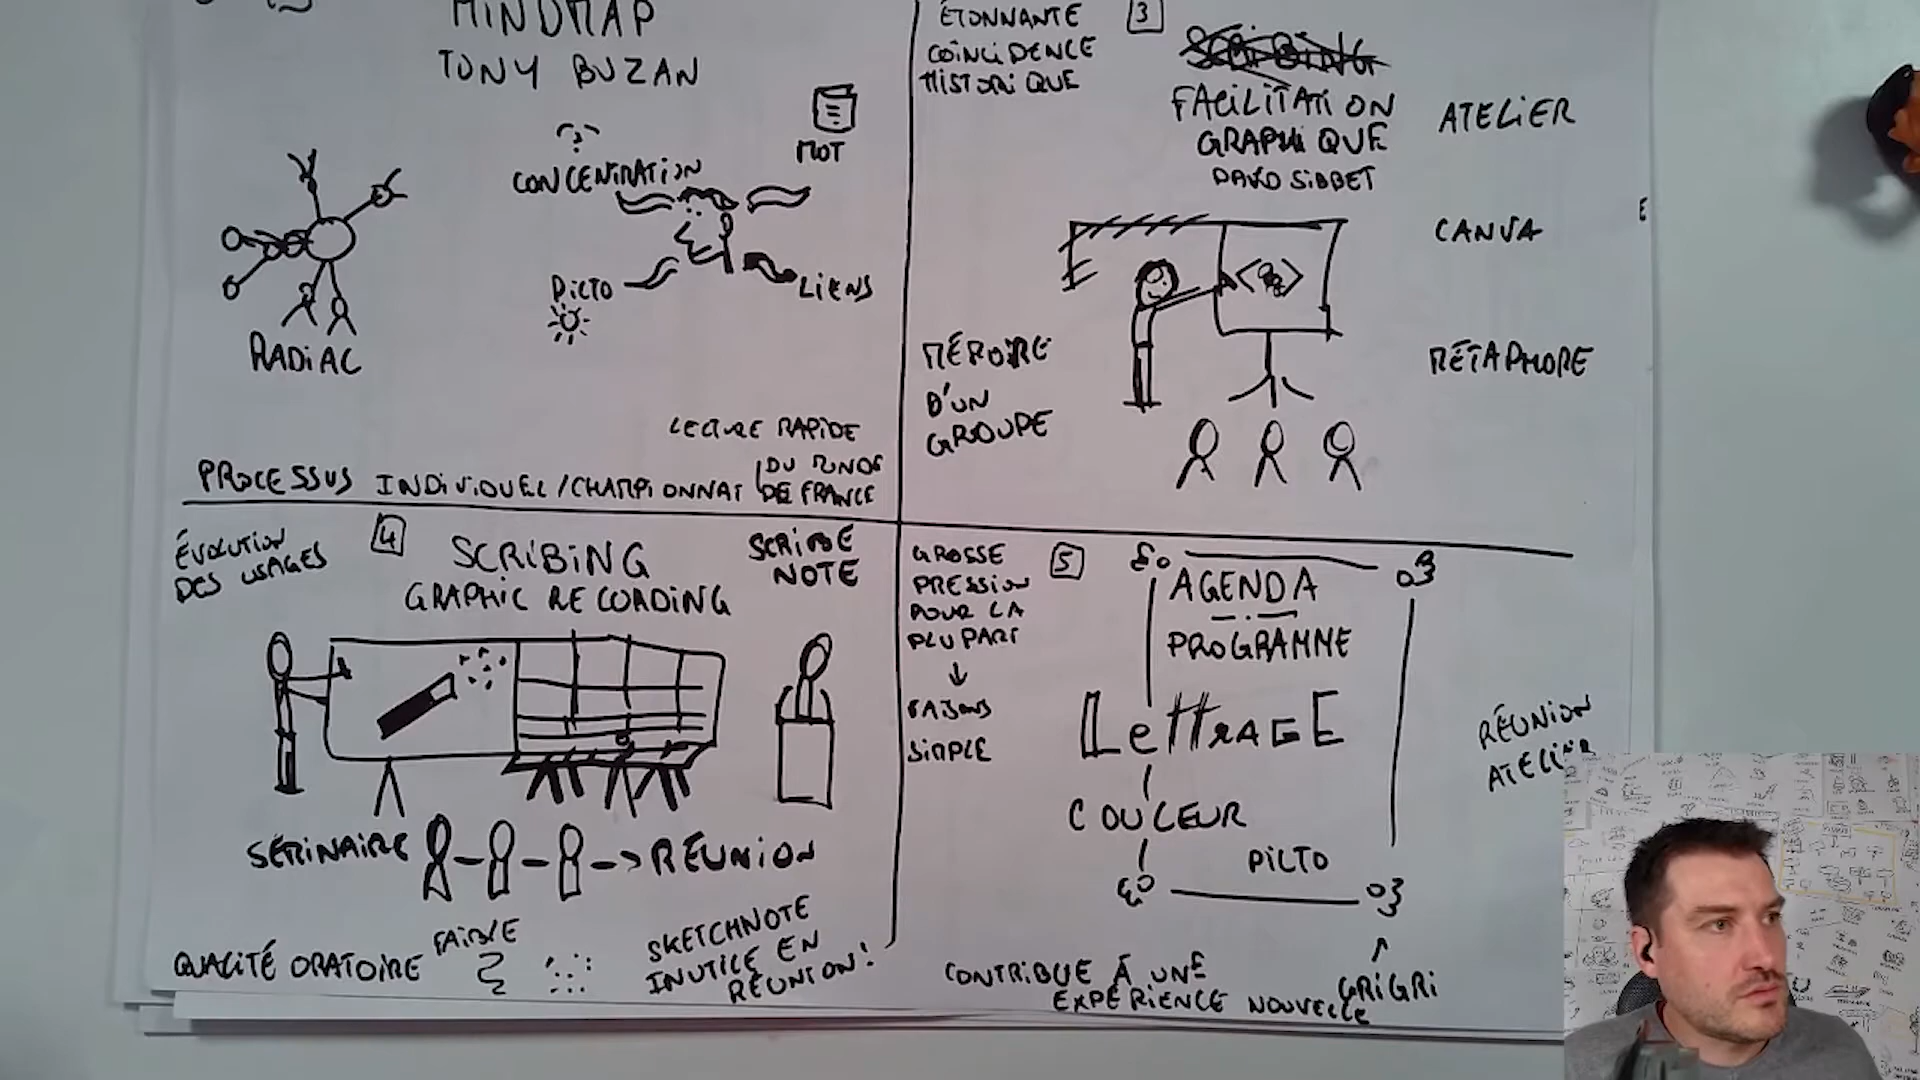 MINDMAP
TONY BUZAN
MOT
CONCENTRATION
PICTO
LIENS
RADIAC
LECTURE RAPIDE
PROCESSUS INDIVIDUEL / CHAMPIONNAT
DU MONDE
DE FRANCE
ÉTONNANTE
COÏNCIDENCE
HISTORIQUE
3
SCRIBING
FACILITATION
GRAPHIQUE
DAVID SIBBET
ATELIER
CANVA
MÉTAPHORE
MÉMOIRE
D'UN
GROUPE
ÉVOLUTION
DES USAGES
4
SCRIBING
GRAPHIC RECORDING
SCRIBE
NOTE
SÉMINAIRE
RÉUNION
QUALITÉ ORATOIRE
FAIBLE
SKETCHNOTE
INUTILE EN
RÉUNION!
GROSSE
PRESSION
POUR LA
PLUPART
FAISONS
SIMPLE
5
AGENDA
PROGRAMME
LeTTRAGE
COULEUR
PICTO
RÉUNION
ATELIER
GRIGRI
CONTRIBUE À UNE
EXPÉRIENCE NOUVELLE